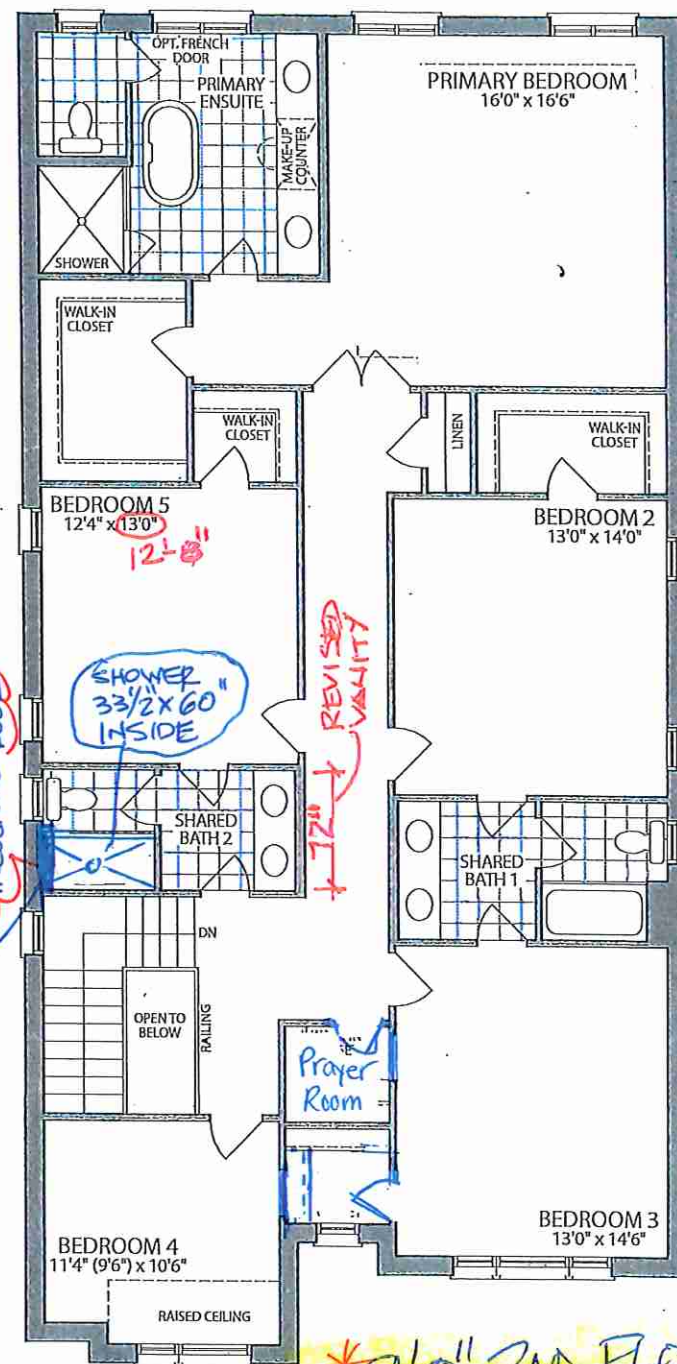 OPT. FRENCH
DOOR
PRIMARY
ENSUITE
MAKE-UP
COUNTER
PRIMARY BEDROOM
16'0" x 16'6"
SHOWER
WALK-IN
CLOSET
WALK-IN
CLOSET
LINEN
WALK-IN
CLOSET
BEDROOM 5
12'4" x 13'0"
12'-8"
BEDROOM 2
13'0" x 14'0"
SHOWER
33 1/2" X 60"
INSIDE
REVISED
VANITY
72"
SHARED
BATH 2
SHARED
BATH 1
DN
OPEN TO
BELOW
RAILING
Prayer
Room
BEDROOM 3
13'0" x 14'6"
BEDROOM 4
11'4" (9'6") x 10'6"
RAISED CEILING